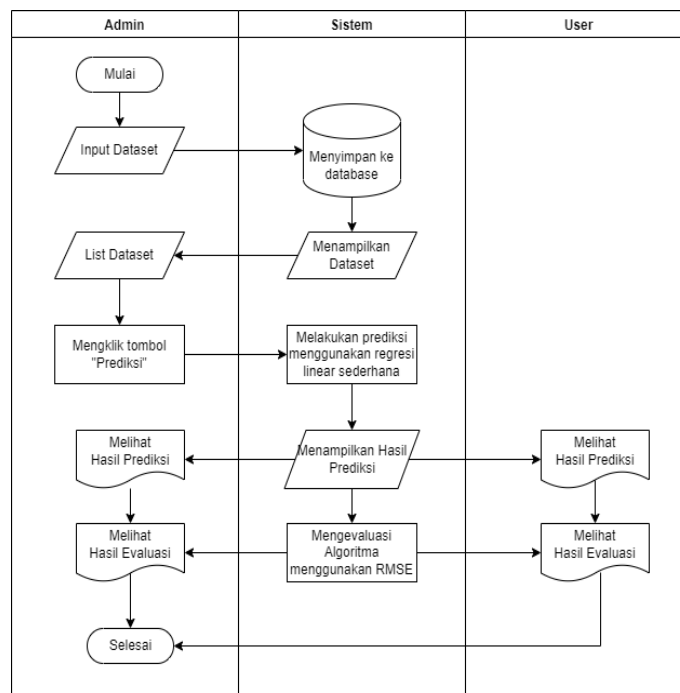 Admin
Sistem
User
Mulai
Input Dataset
Menyimpan ke
database
List Dataset
Menampilkan
Dataset
Mengklik tombol
"Prediksi"
Melakukan prediksi
menggunakan regresi
linear sederhana
Melihat
Hasil Prediksi
Menampilkan Hasil
Prediksi
Melihat
Hasil Prediksi
Melihat
Hasil Evaluasi
Mengevaluasi
Algoritma
menggunakan RMSE
Melihat
Hasil Evaluasi
Selesai